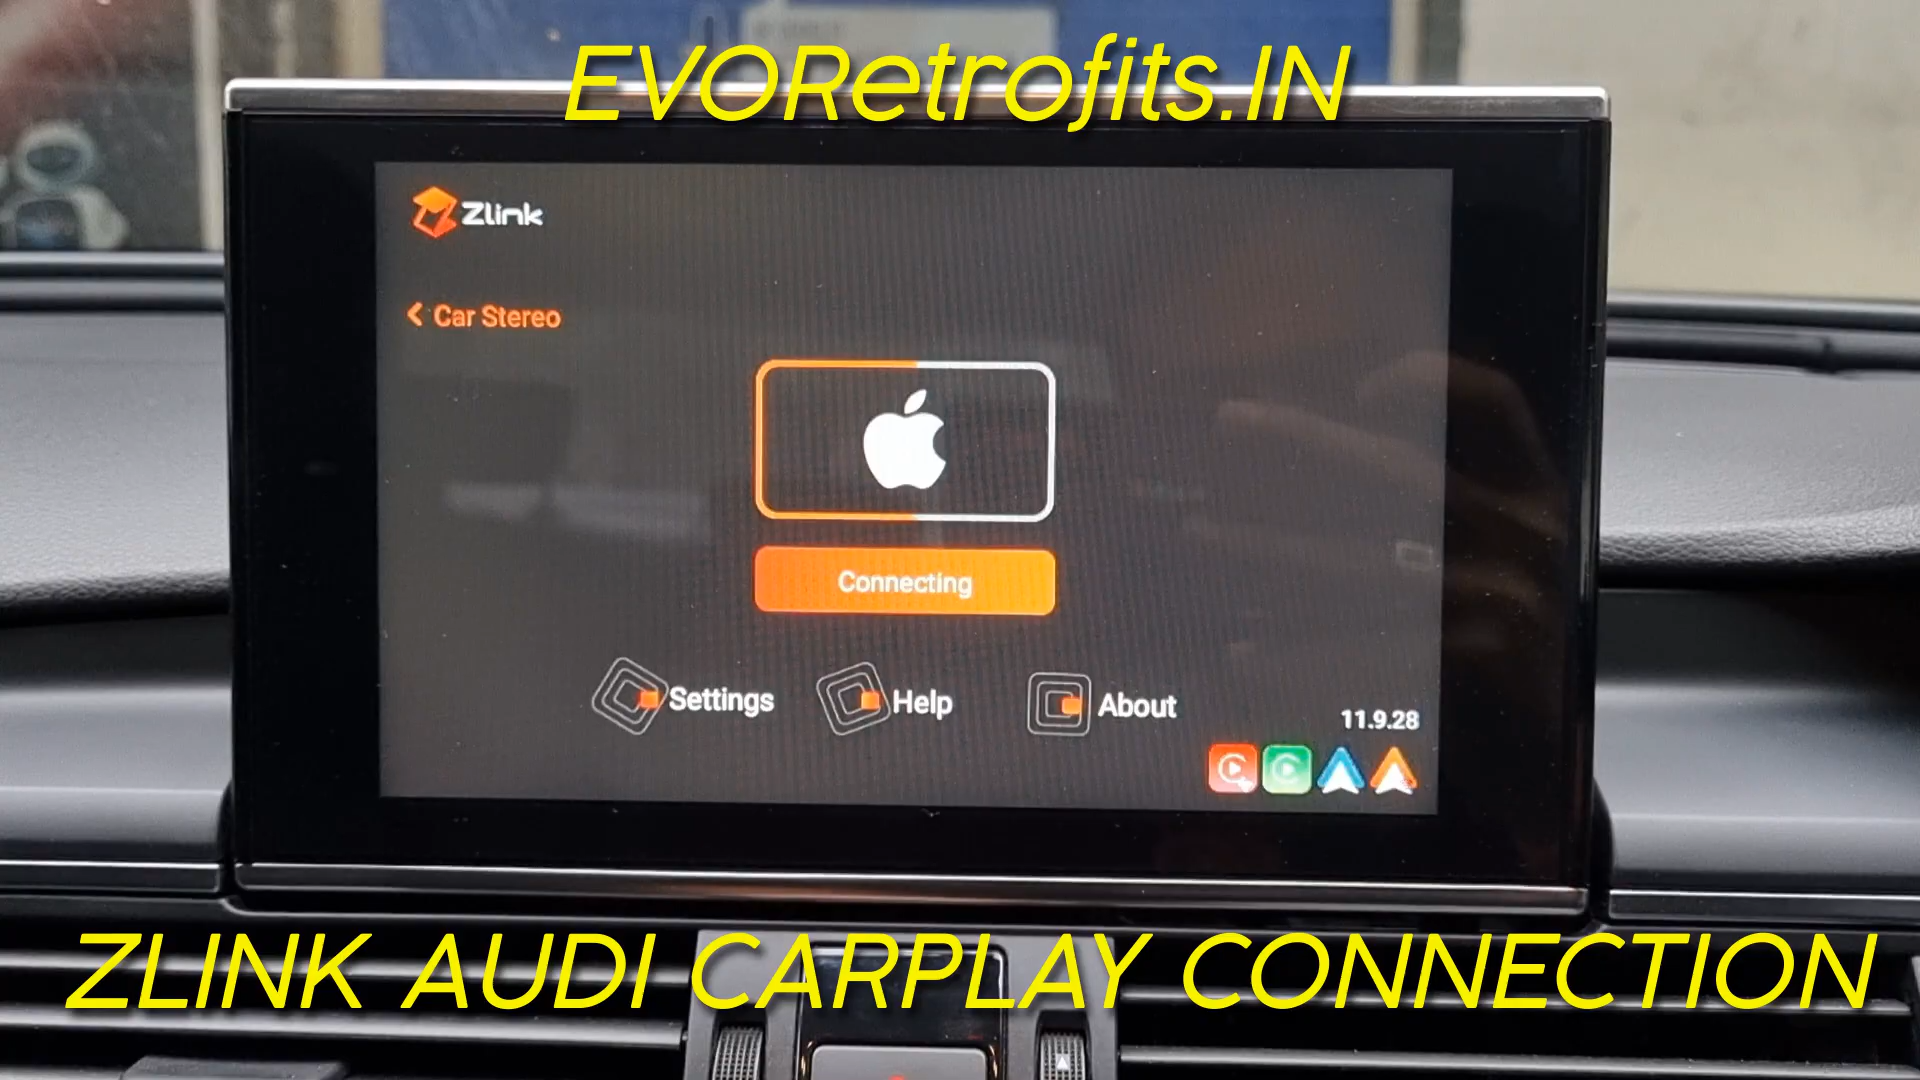 EVORetrofits.IN
Zlink
Car Stereo
Connecting
Settings
Help
About
11.9.28
ZLINK AUDI CARPLAY CONNECTION